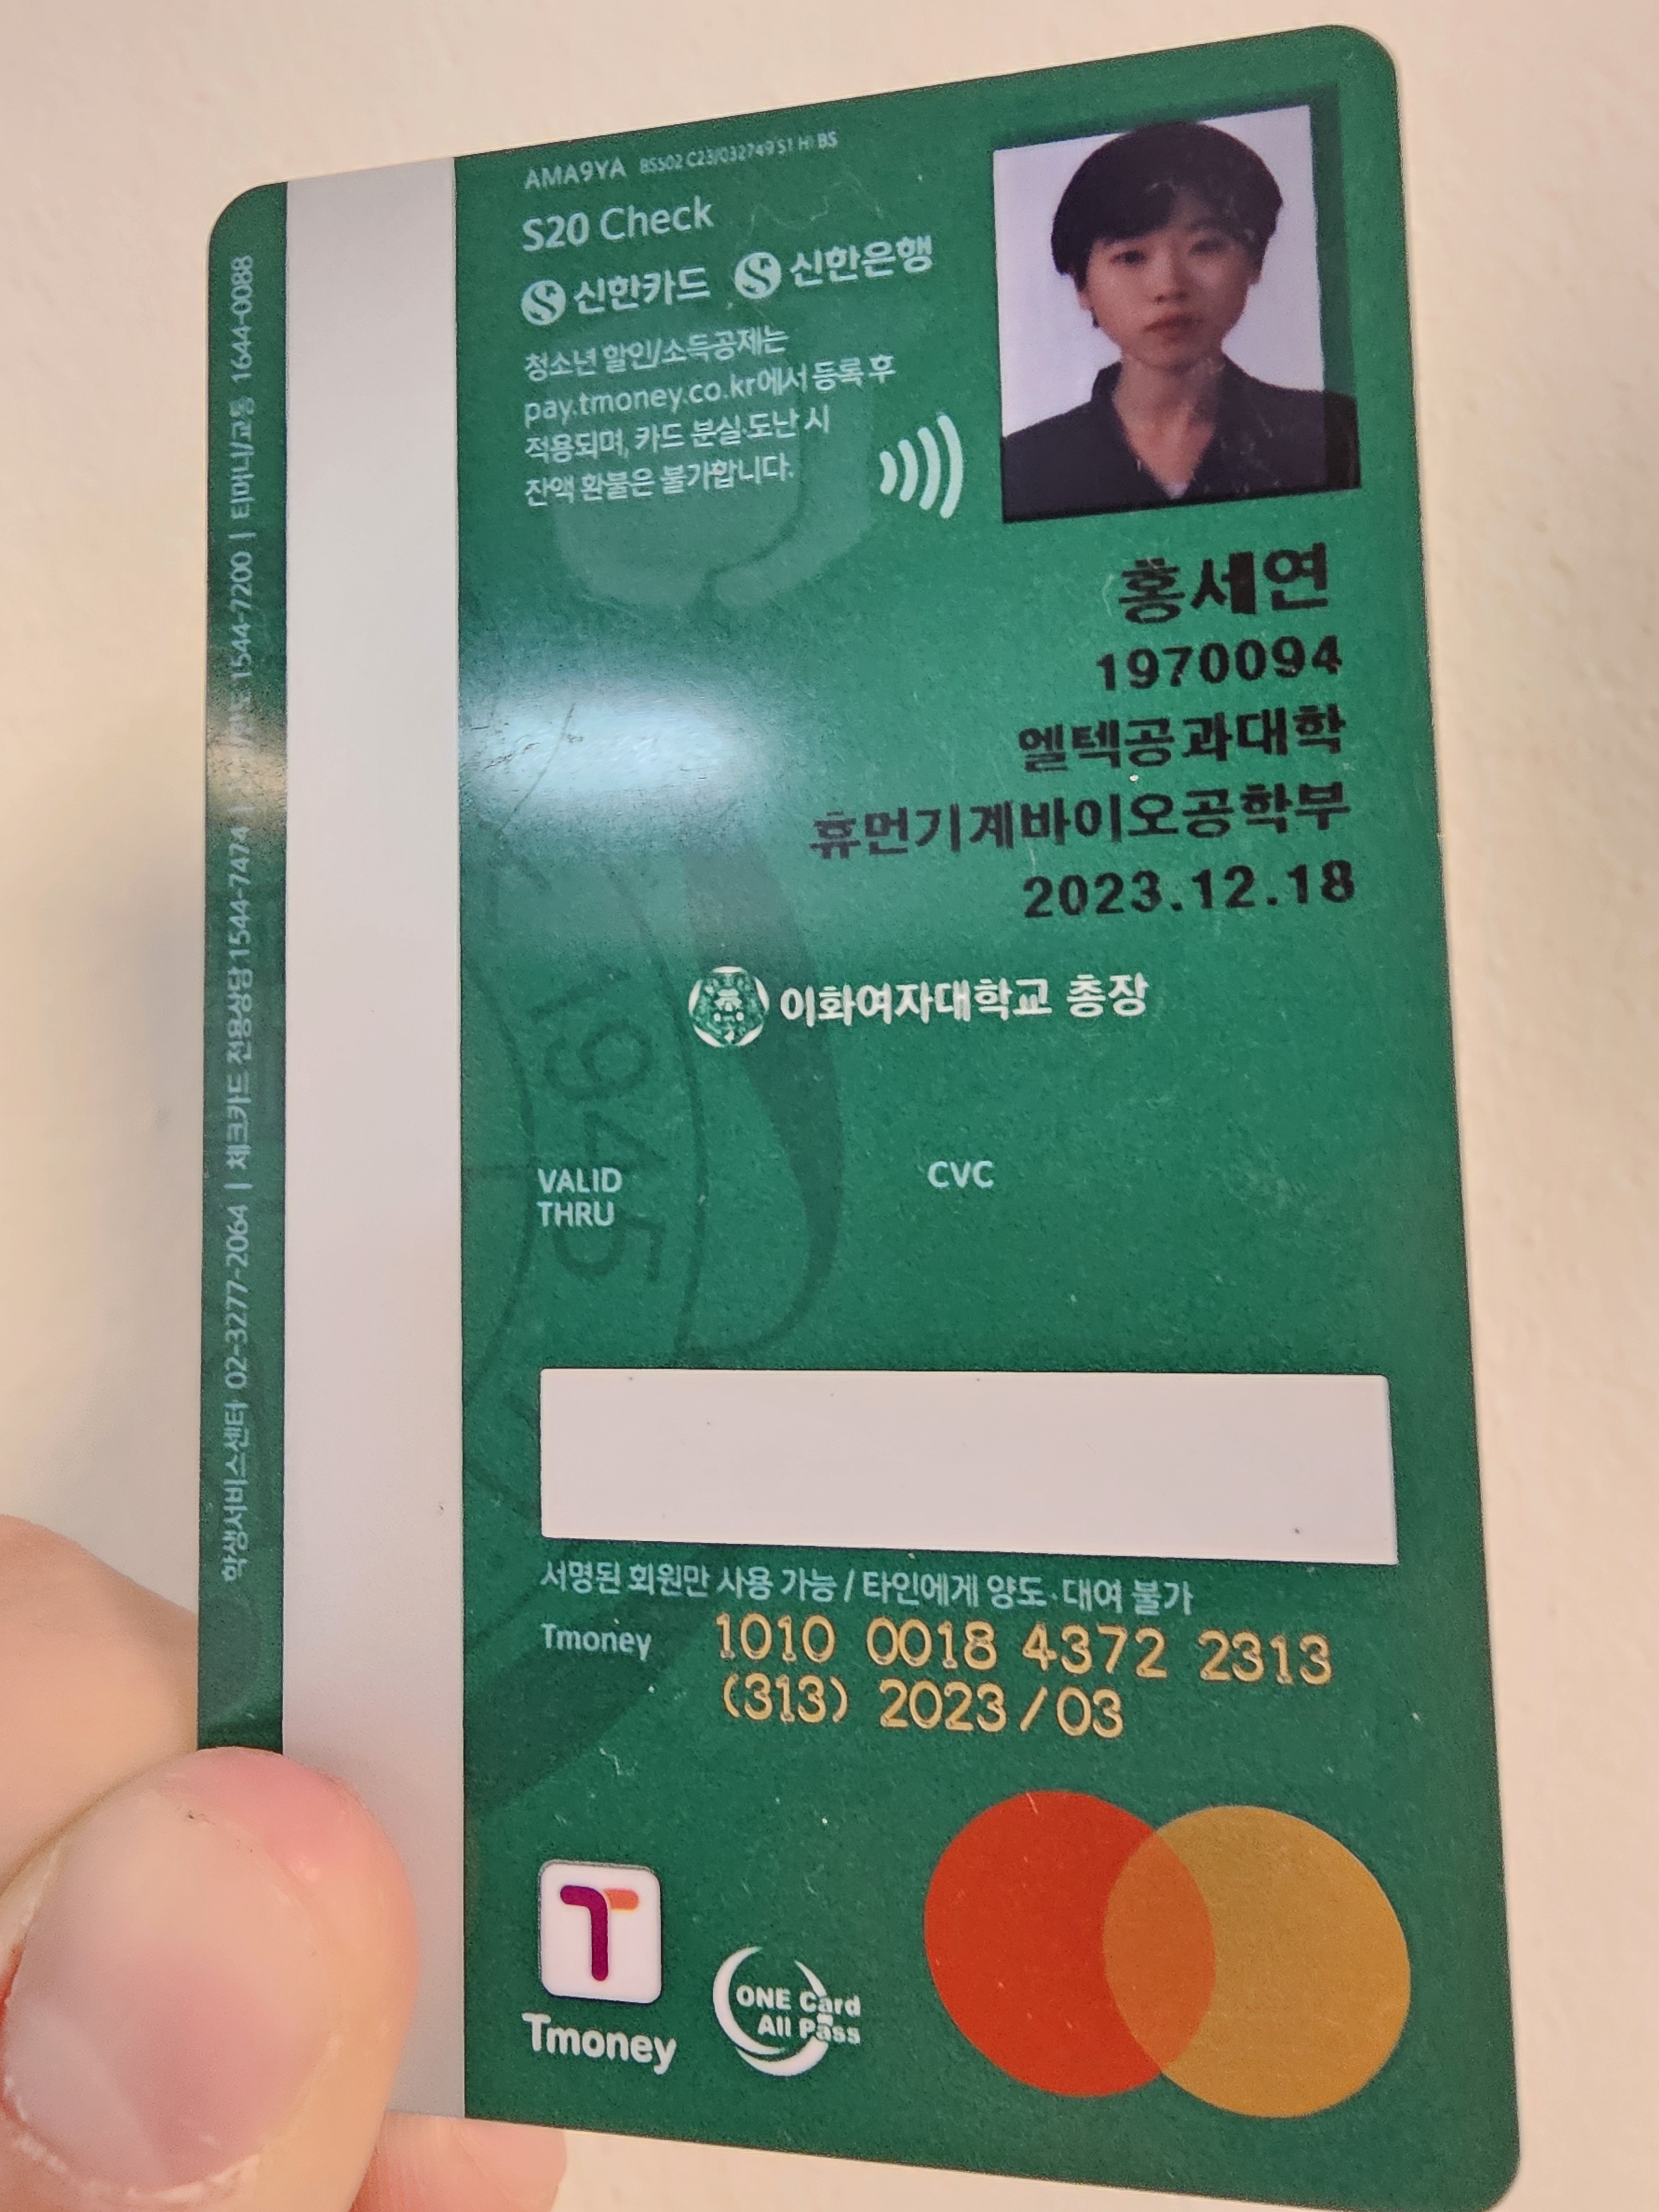 AMA9YA BS502 C23/032749 S1 HI BS
S20 Check
신한카드 신한은행
청소년 할인/소득공제는
pay.tmoney.co.kr에서 등록 후
적용되며, 카드 분실·도난 시
잔액 환불은 불가합니다.
홍세연
1970094
엘텍공과대학
휴먼기계바이오공학부
2023.12.18
이화여자대학교 총장
1945
VALID
THRU
CVC
서명된 회원만 사용 가능 / 타인에게 양도·대여 불가
Tmoney 1010 0018 4372 2313
(313) 2023/03
Tmoney
ONE Card
All Pass
학생서비스센터 02-3277-2064 | 체크카드 전용상담 1544-7474 | 1544-7200 | 티머니/교통 1644-0088